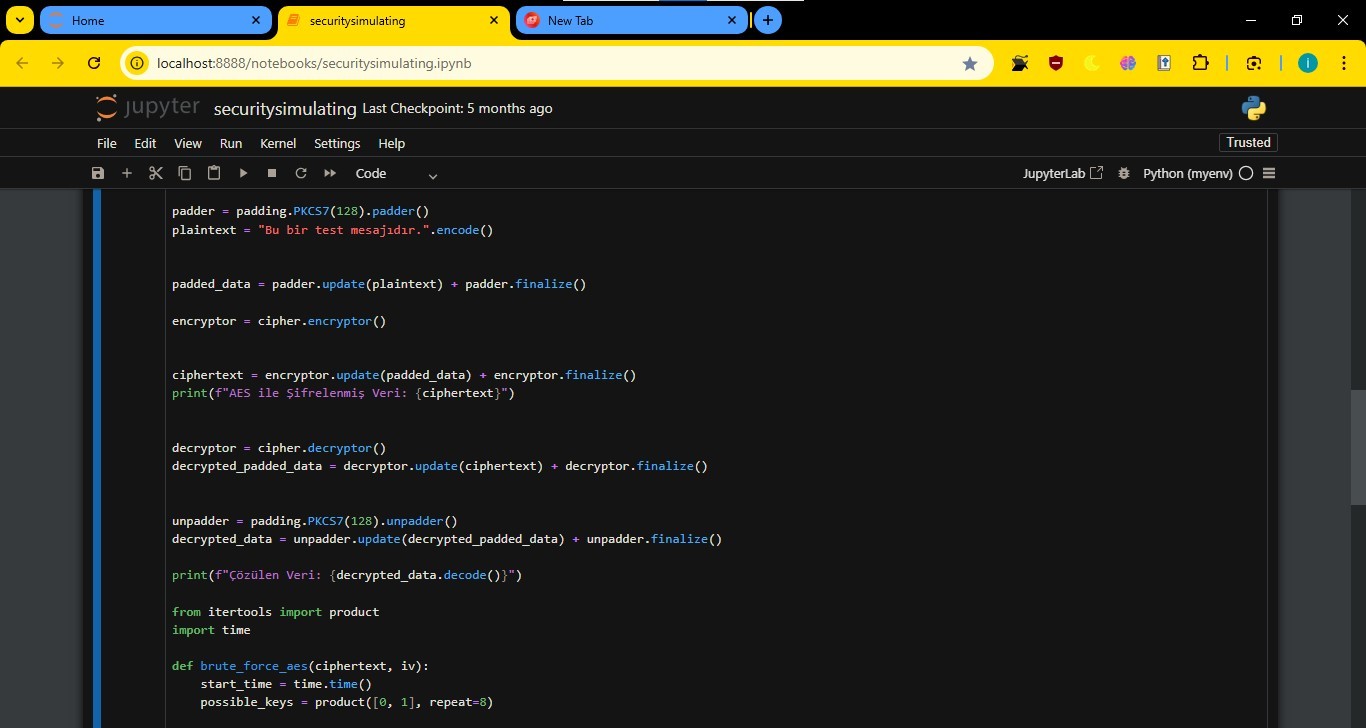 Home
securitysimulating
New Tab
localhost:8888/notebooks/securitysimulating.ipynb
i
jupyter securitysimulating Last Checkpoint: 5 months ago
File Edit View Run Kernel Settings Help
Trusted
Code
JupyterLab
Python (myenv)
padder = padding.PKCS7(128).padder()
plaintext = "Bu bir test mesajıdır.".encode()
padded_data = padder.update(plaintext) + padder.finalize()
encryptor = cipher.encryptor()
ciphertext = encryptor.update(padded_data) + encryptor.finalize()
print(f"AES ile Şifrelenmiş Veri: {ciphertext}")
decryptor = cipher.decryptor()
decrypted_padded_data = decryptor.update(ciphertext) + decryptor.finalize()
unpadder = padding.PKCS7(128).unpadder()
decrypted_data = unpadder.update(decrypted_padded_data) + unpadder.finalize()
print(f"Çözülen Veri: {decrypted_data.decode()}")
from itertools import product
import time
def brute_force_aes(ciphertext, iv):
    start_time = time.time()
    possible_keys = product([0, 1], repeat=8)